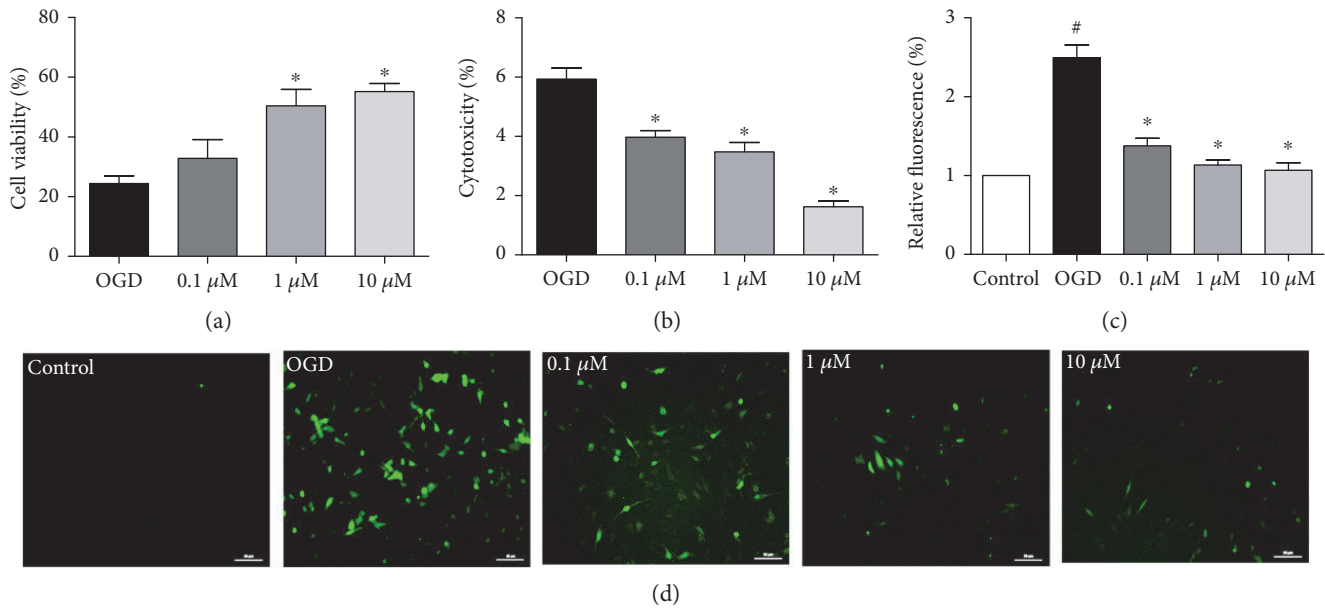 80
60
40
20
0
Cell viability (%)
*
*
OGD
0.1 μM
1 μM
10 μM
(a)
8
6
4
2
0
Cytotoxicity (%)
*
*
*
OGD
0.1 μM
1 μM
10 μM
(b)
3
2
1
0
Relative fluorescence (%)
#
*
*
*
Control
OGD
0.1 μM
1 μM
10 μM
(c)
Control
OGD
0.1 μM
1 μM
10 μM
(d)